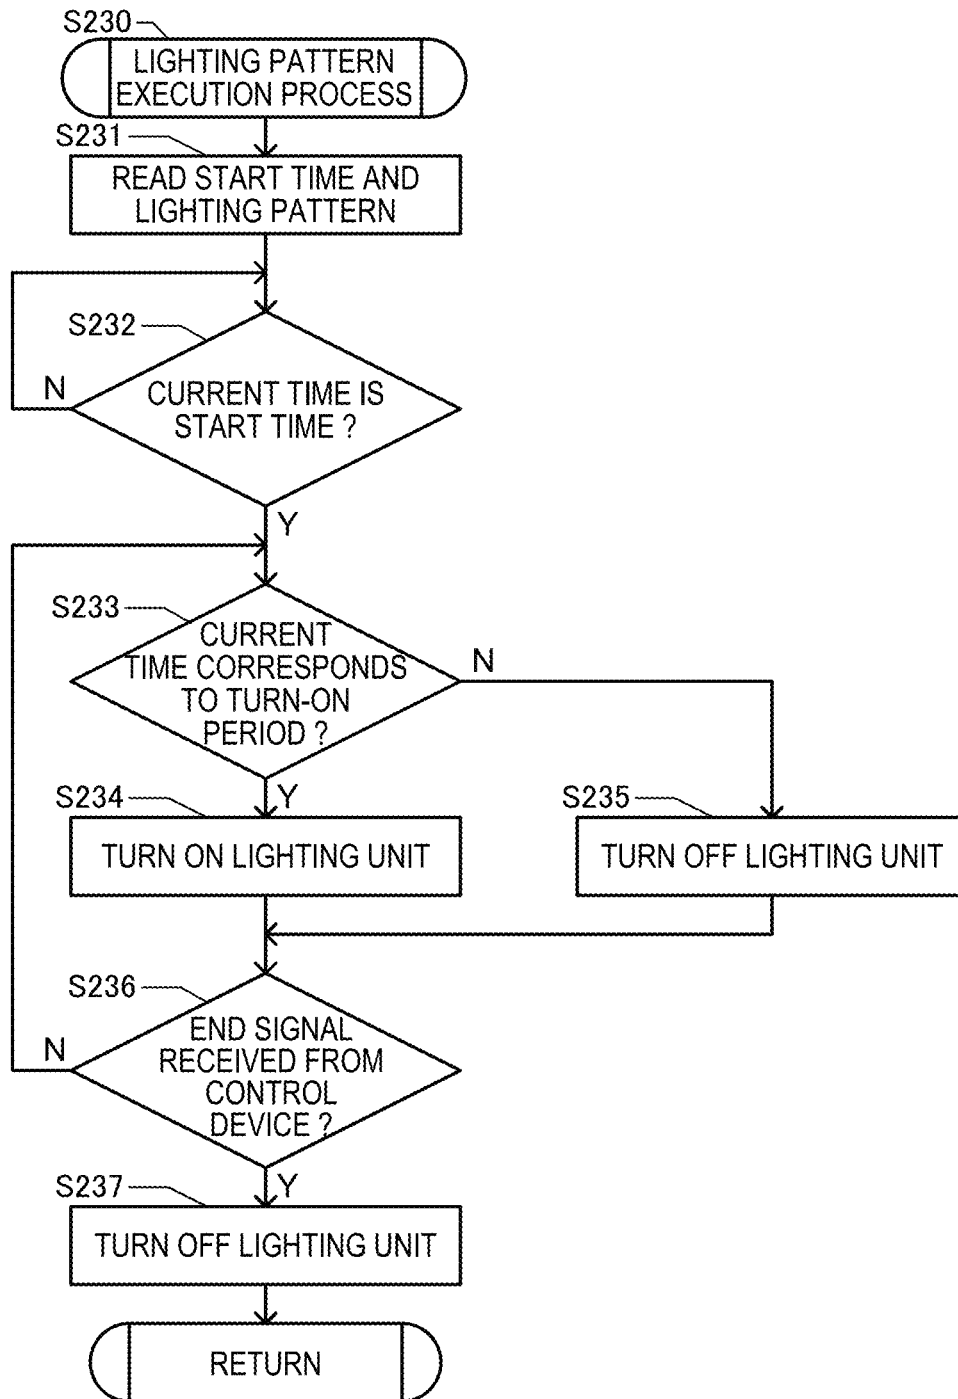 S230
LIGHTING PATTERN
EXECUTION PROCESS
S231
READ START TIME AND
LIGHTING PATTERN
S232
N
CURRENT TIME IS
START TIME ?
Y
S233
CURRENT
TIME CORRESPONDS
TO TURN-ON
PERIOD ?
N
Y
S234
TURN ON LIGHTING UNIT
S235
TURN OFF LIGHTING UNIT
S236
N
END SIGNAL
RECEIVED FROM
CONTROL
DEVICE ?
Y
S237
TURN OFF LIGHTING UNIT
RETURN